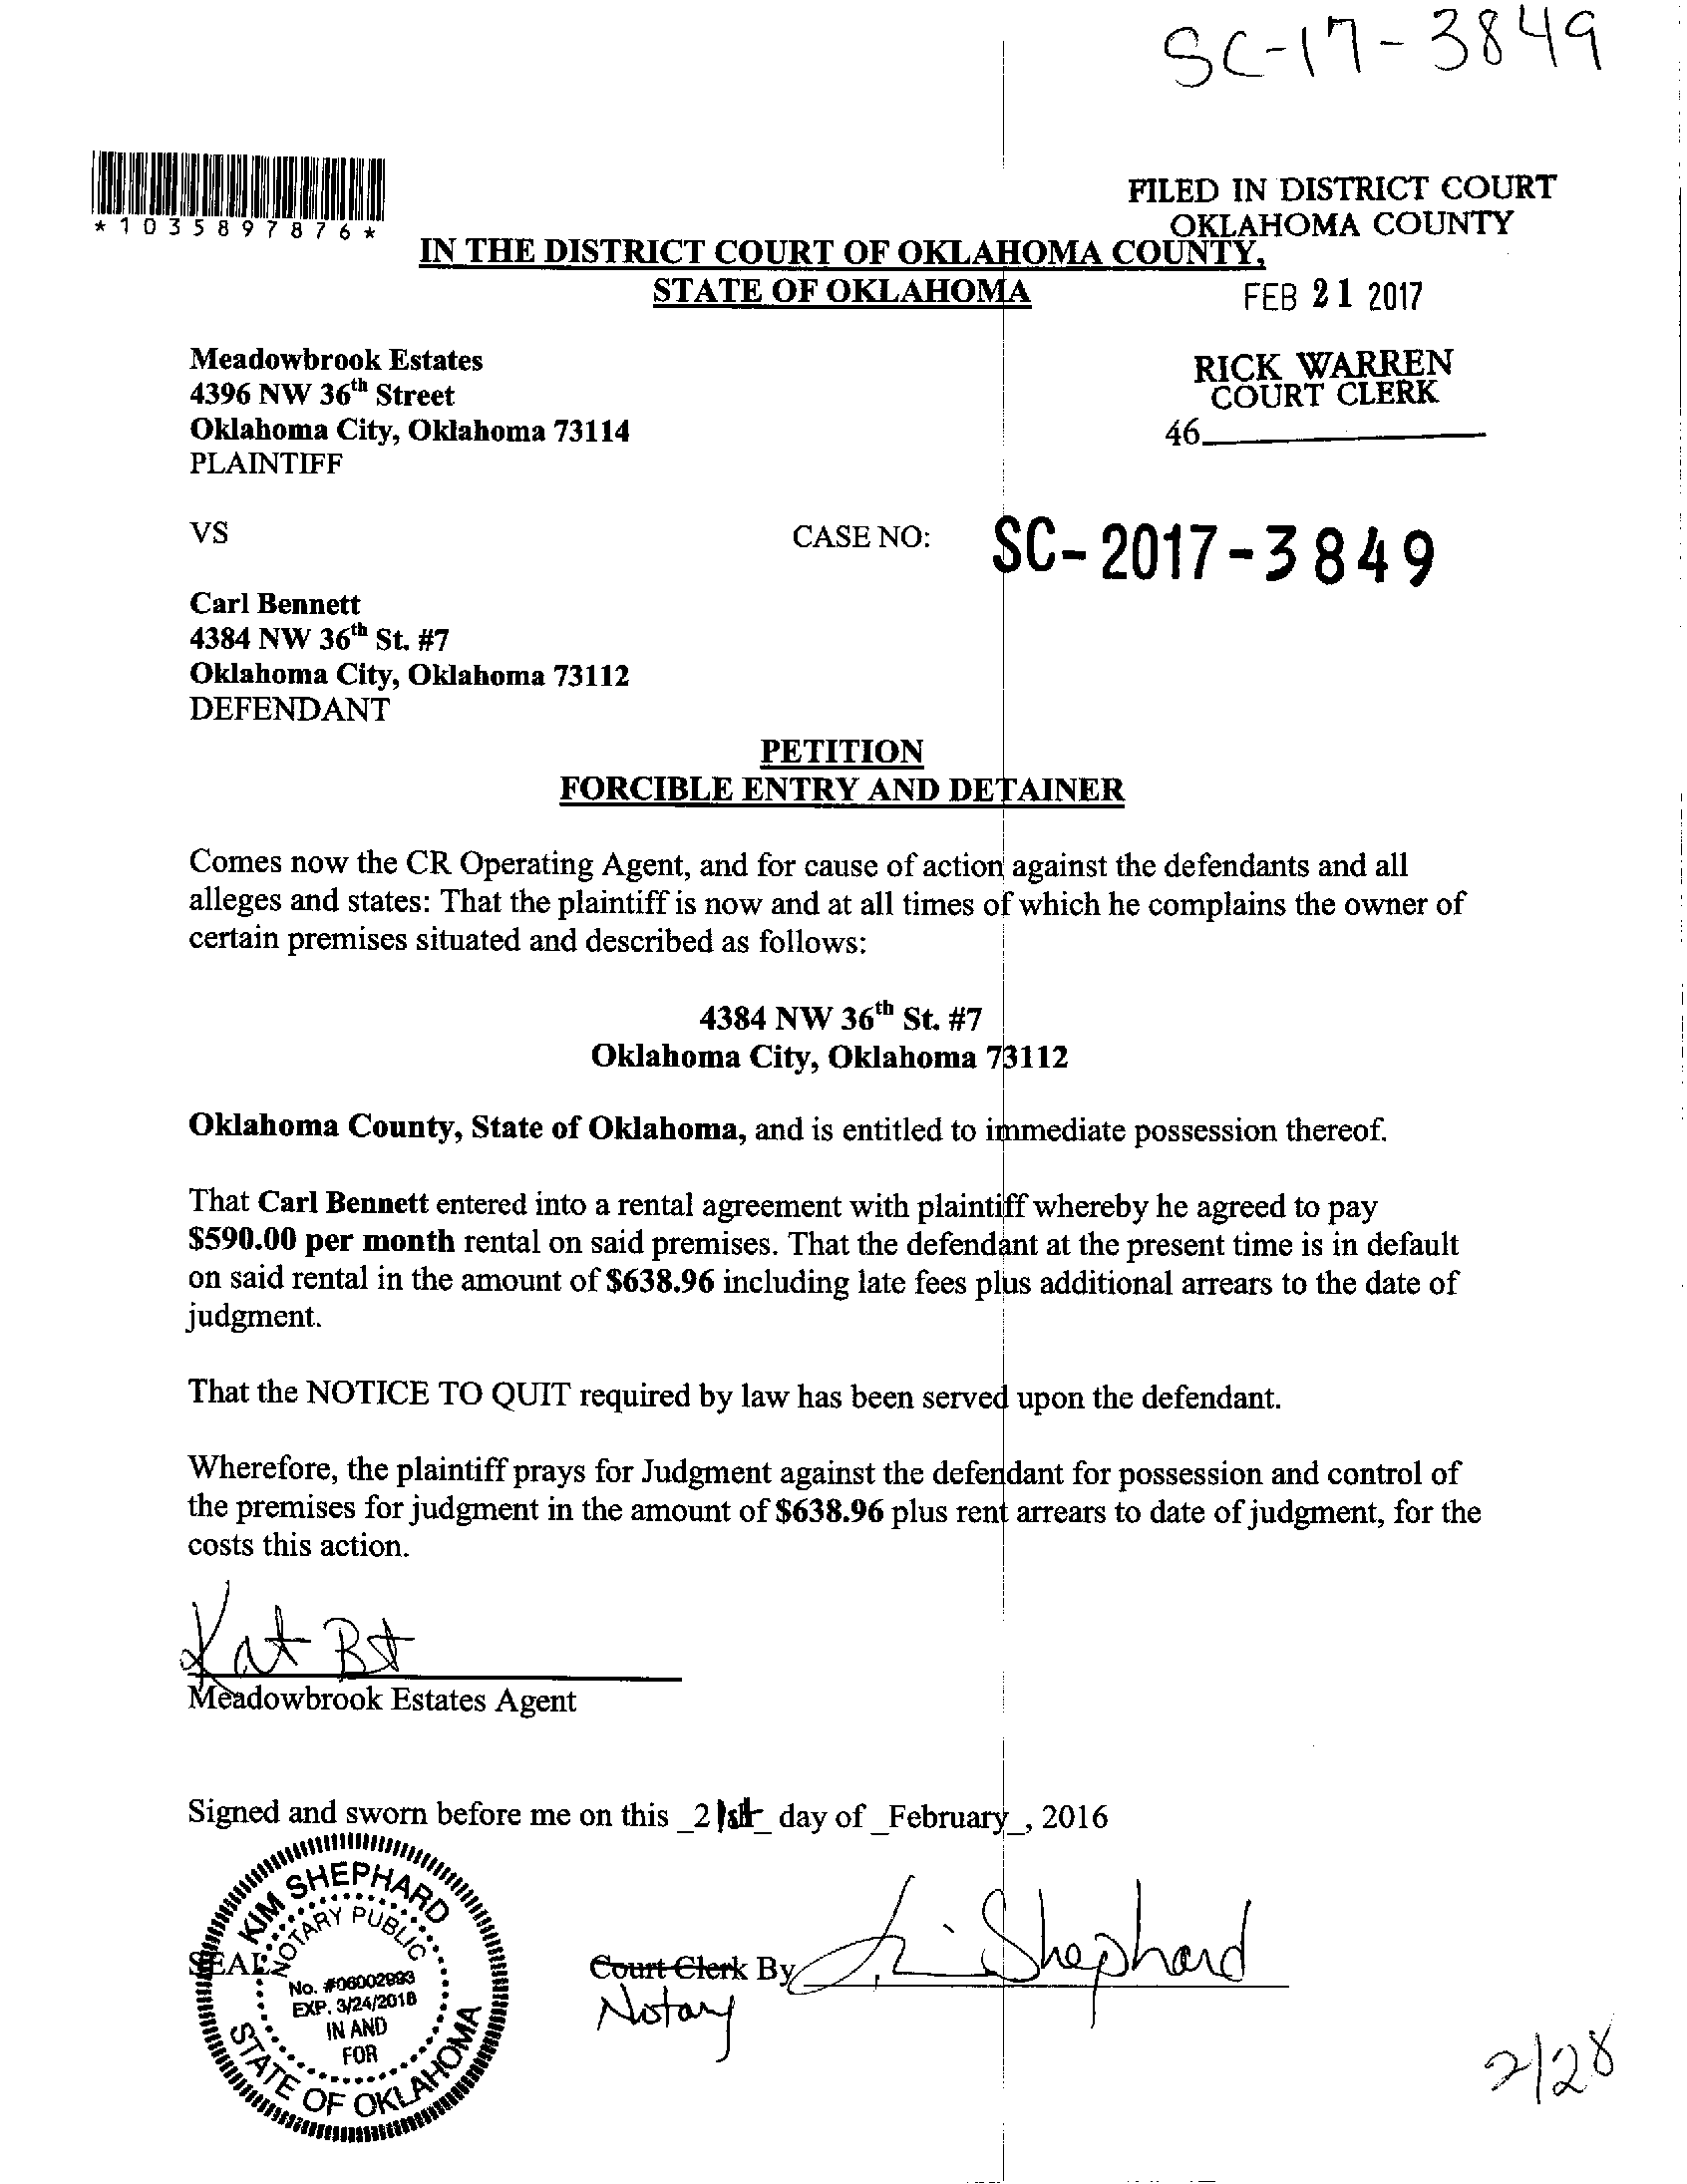 SC-17-3849
*1035897876*
FILED IN DISTRICT COURT
OKLAHOMA COUNTY
IN THE DISTRICT COURT OF OKLAHOMA COUNTY,
STATE OF OKLAHOMA
FEB 21 2017
Meadowbrook Estates
4396 NW 36th Street
Oklahoma City, Oklahoma 73114
PLAINTIFF
RICK WARREN
COURT CLERK
46
VS
CASE NO: SC-2017-3849
Carl Bennett
4384 NW 36th St. #7
Oklahoma City, Oklahoma 73112
DEFENDANT
PETITION
FORCIBLE ENTRY AND DETAINER
Comes now the CR Operating Agent, and for cause of action against the defendants and all
alleges and states: That the plaintiff is now and at all times of which he complains the owner of
certain premises situated and described as follows:
4384 NW 36th St. #7
Oklahoma City, Oklahoma 73112
Oklahoma County, State of Oklahoma, and is entitled to immediate possession thereof.
That Carl Bennett entered into a rental agreement with plaintiff whereby he agreed to pay
$590.00 per month rental on said premises. That the defendant at the present time is in default
on said rental in the amount of $638.96 including late fees plus additional arrears to the date of
judgment.
That the NOTICE TO QUIT required by law has been served upon the defendant.
Wherefore, the plaintiff prays for Judgment against the defendant for possession and control of
the premises for judgment in the amount of $638.96 plus rent arrears to date of judgment, for the
costs this action.
Kat Bt
Meadowbrook Estates Agent
Signed and sworn before me on this _21st_ day of _February_, 2016
KIM SHEPHARD
NOTARY PUBLIC
SEAL
No. #06002993
EXP. 3/24/2018
IN AND
FOR
STATE OF OKLAHOMA
Court Clerk By Shephard
Notary
2/28